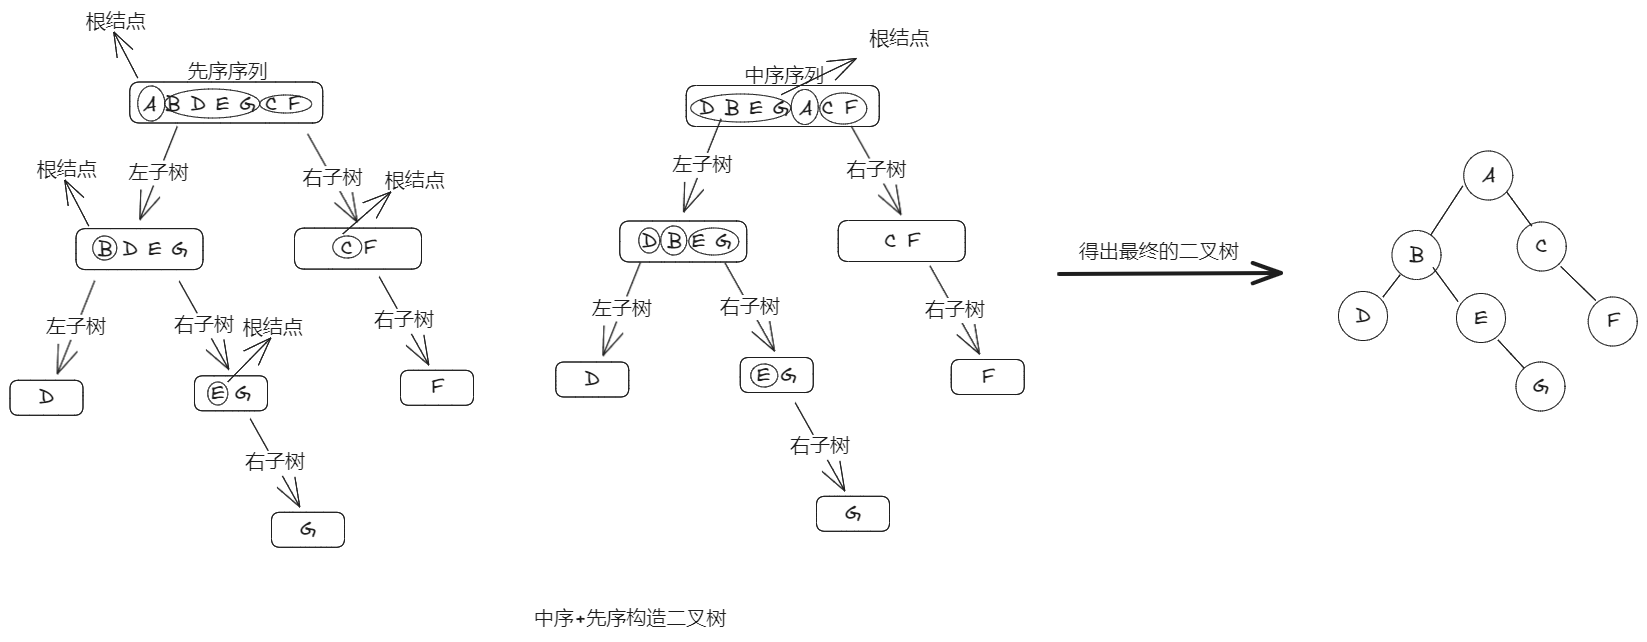 根结点
先序序列
A B D E G C F
根结点
左子树
右子树
根结点
B D E G
C F
左子树
右子树
根结点
右子树
D
E G
F
右子树
G
根结点
中序序列
D B E G A C F
左子树
右子树
D B E G
C F
左子树
右子树
右子树
D
E G
F
右子树
G
得出最终的二叉树
A
B
C
D
E
F
G
中序+先序构造二叉树